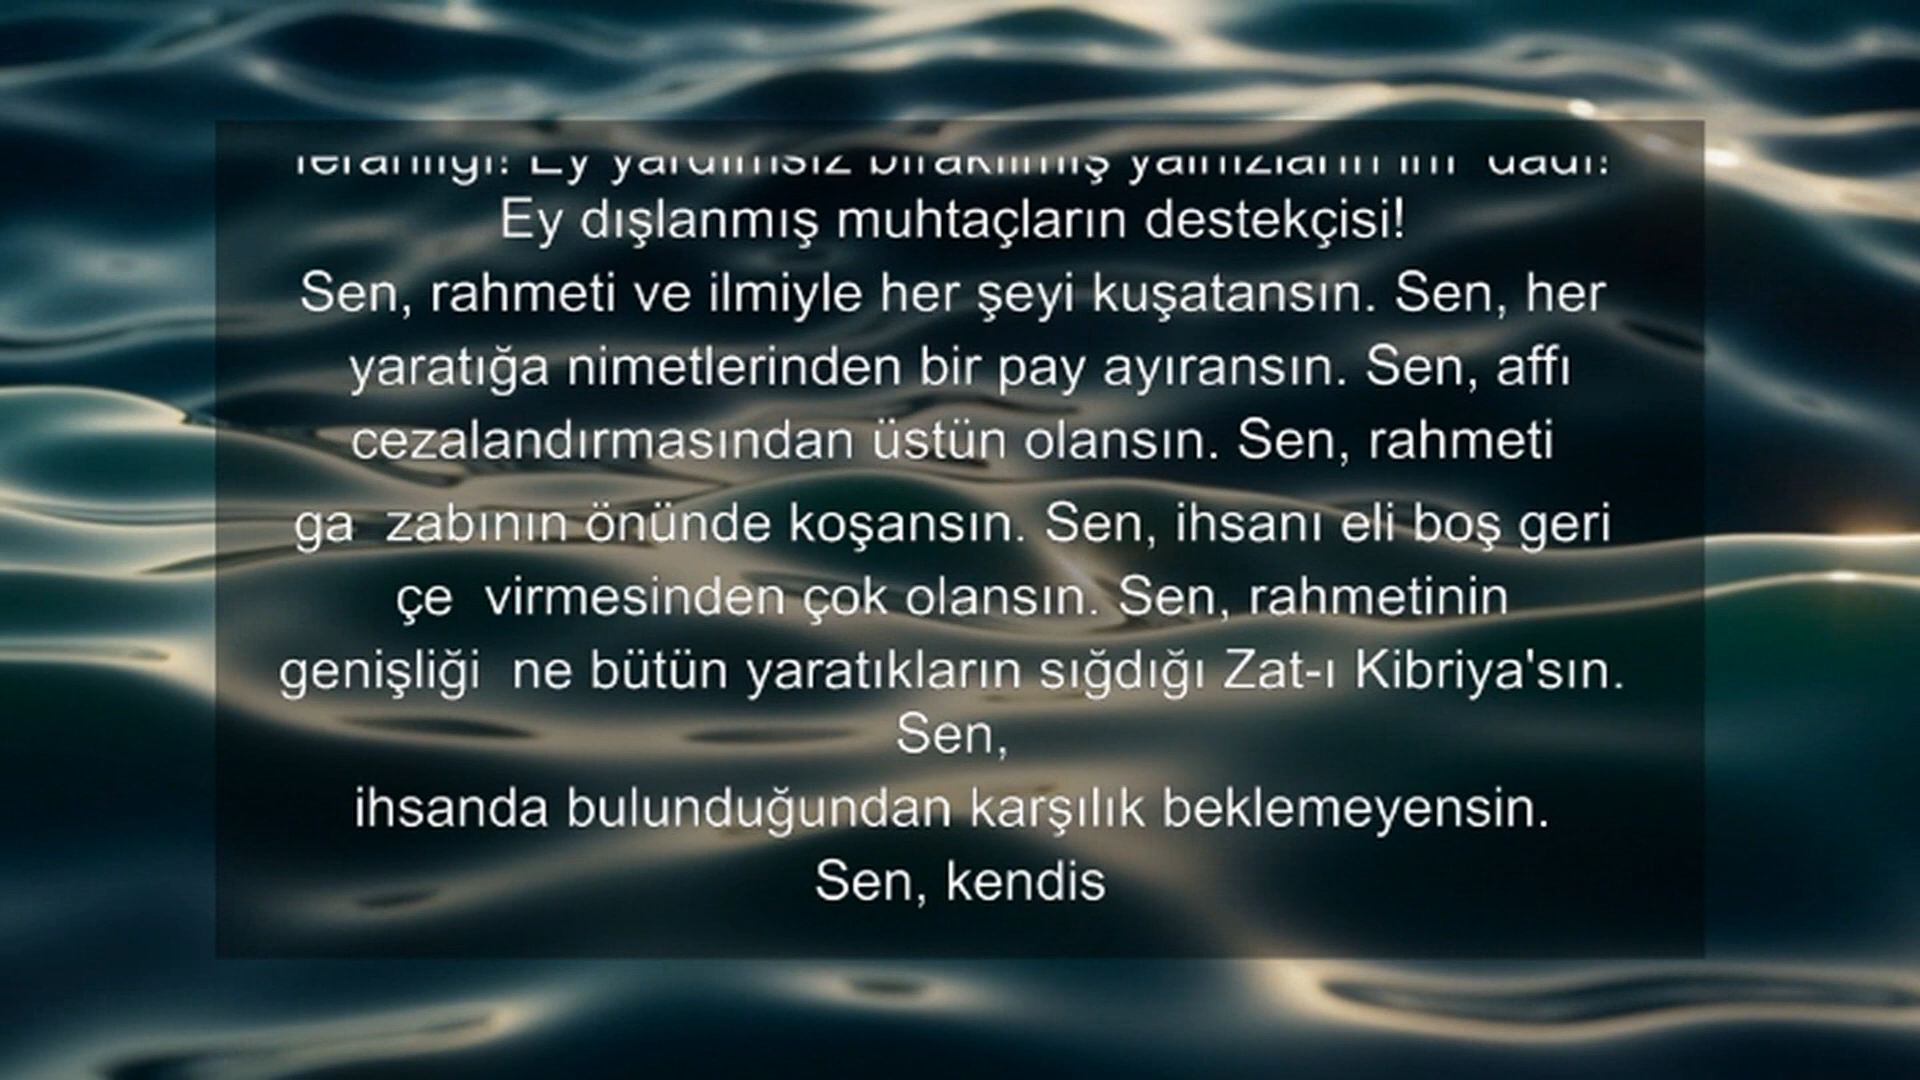 Ey yardımsız bırakılmış yalnızların im dadı!
Ey dışlanmış muhtaçların destekçisi!
Sen, rahmeti ve ilmiyle her şeyi kuşatansın. Sen, her
yaratığa nimetlerinden bir pay ayıransın. Sen, affı
cezalandırmasından üstün olansın. Sen, rahmeti
ga  zabının önünde koşansın. Sen, ihsanı eli boş geri
çe  virmesinden çok olansın. Sen, rahmetinin
genişliği  ne bütün yaratıkların sığdığı Zat-ı Kibriya'sın.
Sen,
ihsanda bulunduğundan karşılık beklemeyensin.
Sen, kendis